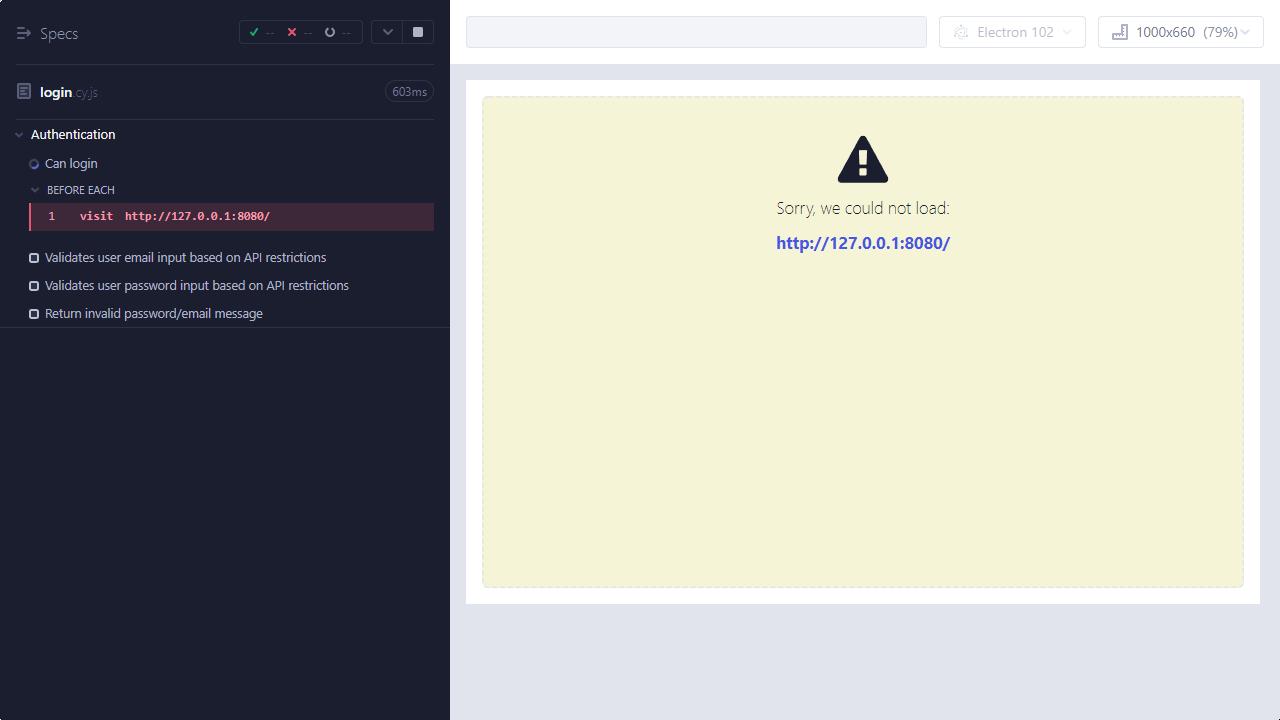 Specs
-- -- --
login.cy.js 603ms
Authentication
Can login
BEFORE EACH
1 visit http://127.0.0.1:8080/
Validates user email input based on API restrictions
Validates user password input based on API restrictions
Return invalid password/email message
Electron 102
1000x660 (79%)
Sorry, we could not load:
http://127.0.0.1:8080/